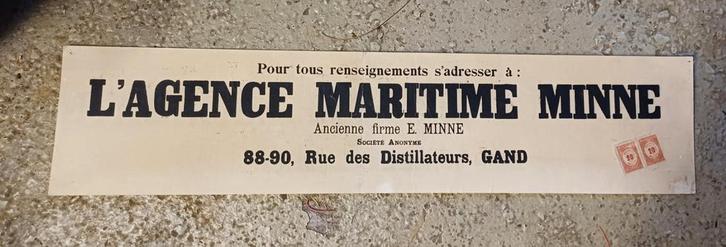 Pour tous renseignements s'adresser à :
L'AGENCE MARITIME MINNE
Ancienne firme E. MINNE
Société Anonyme
88-90, Rue des Distillateurs, GAND